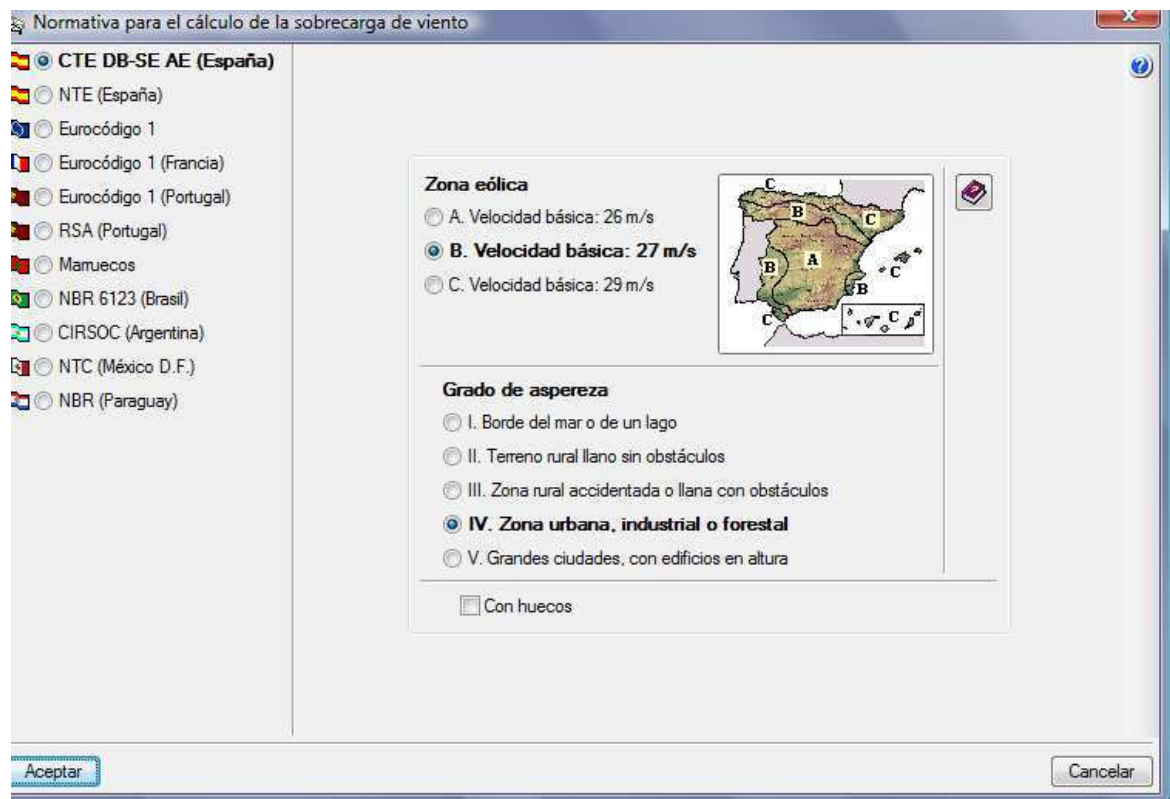 Normativa para el cálculo de la sobrecarga de viento
CTE DB-SE AE (España)
NTE (España)
Eurocódigo 1
Eurocódigo 1 (Francia)
Eurocódigo 1 (Portugal)
RSA (Portugal)
Marruecos
NBR 6123 (Brasil)
CIRSOC (Argentina)
NTC (México D.F.)
NBR (Paraguay)
Zona eólica
A. Velocidad básica: 26 m/s
B. Velocidad básica: 27 m/s
C. Velocidad básica: 29 m/s
C
B
C
B
A
C
B
C
C
Grado de aspereza
I. Borde del mar o de un lago
II. Terreno rural llano sin obstáculos
III. Zona rural accidentada o llana con obstáculos
IV. Zona urbana, industrial o forestal
V. Grandes ciudades, con edificios en altura
Con huecos
Aceptar
Cancelar